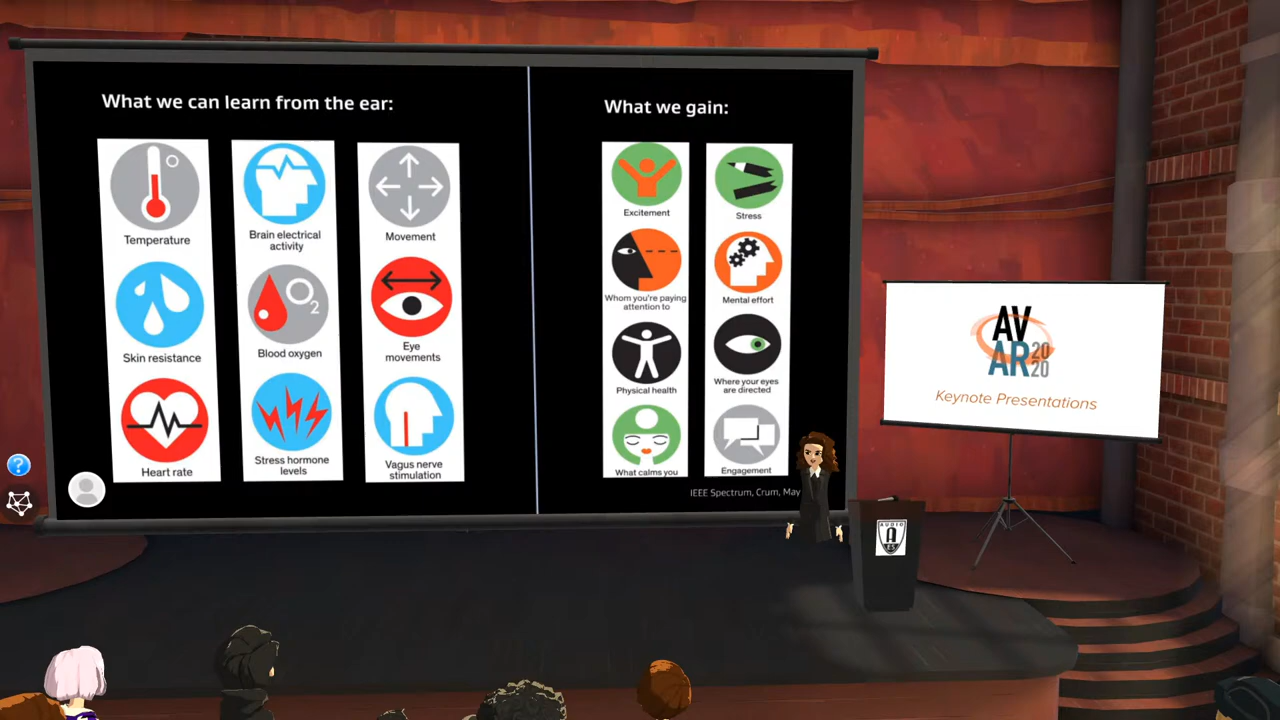 What we can learn from the ear:
Temperature
Brain electrical
activity
Movement
Skin resistance
O2
Blood oxygen
Eye
movements
Heart rate
Stress hormone
levels
Vagus nerve
stimulation
What we gain:
Excitement
Stress
Whom you're paying
attention to
Mental effort
Physical health
Where your eyes
are directed
What calms you
Engagement
IEEE Spectrum, Crum, May
AV
AR 20
20
Keynote Presentations
AUDIO
A
ES
?